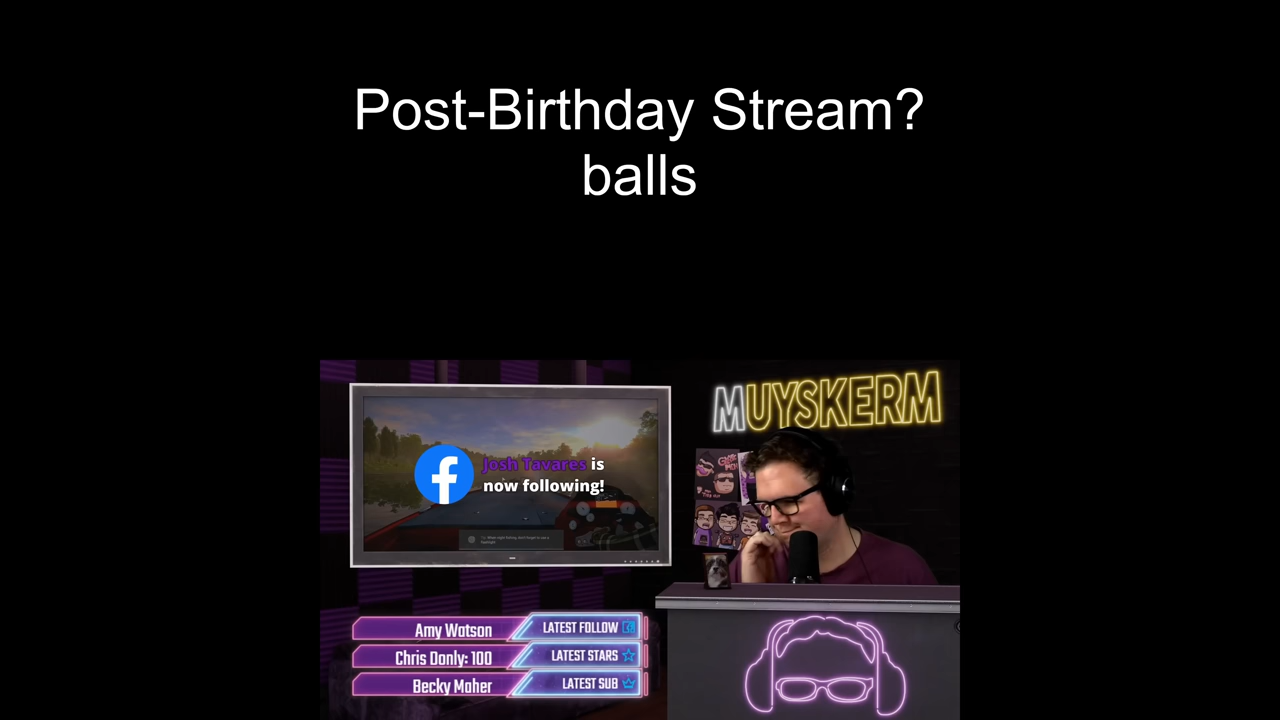 Post-Birthday Stream?
balls
MUYSKERM
Josh Tavares is
now following!
Amy Watson
LATEST FOLLOW
Chris Donly: 100
LATEST STARS
Becky Maher
LATEST SUB